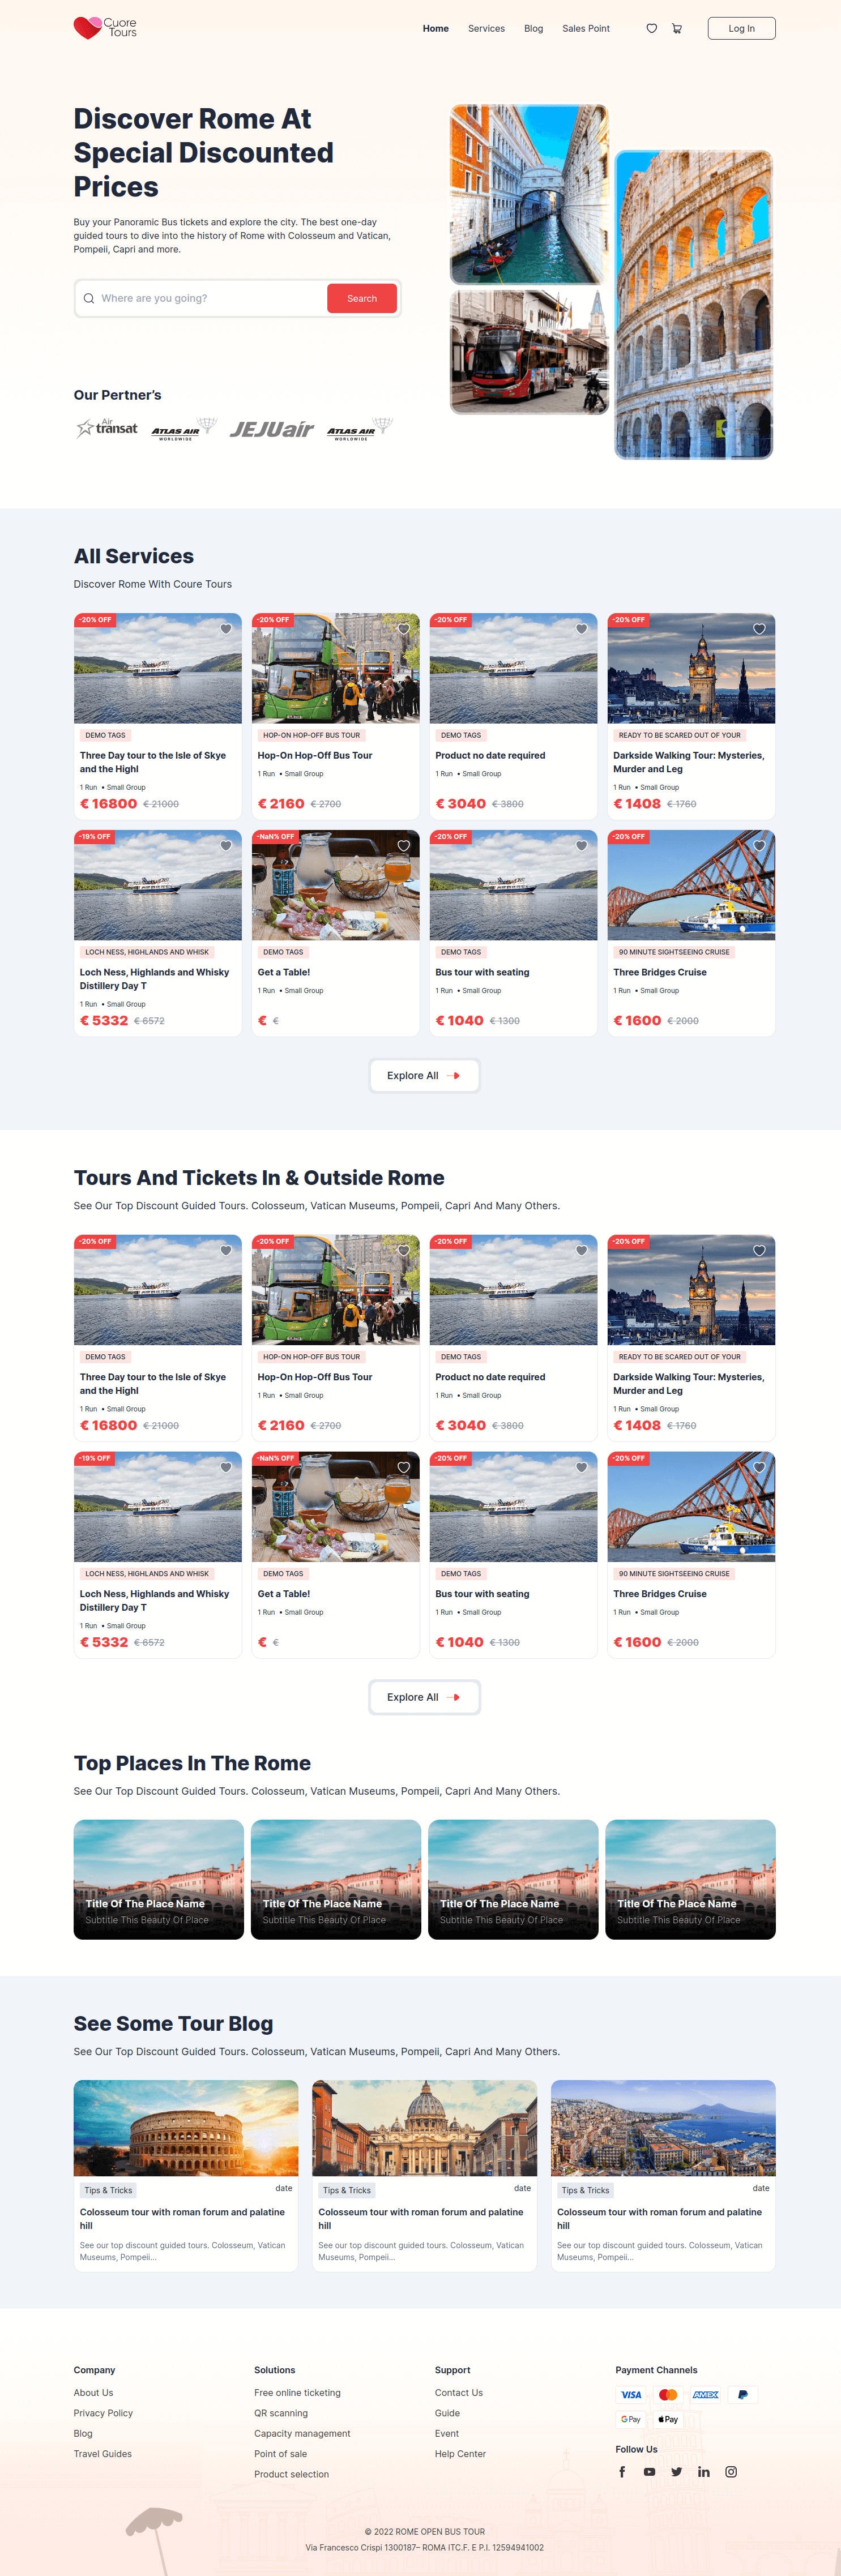 Cuore
Tours
Home
Services
Blog
Sales Point
Log In
Discover Rome At
Special Discounted
Prices
Buy your Panoramic Bus tickets and explore the city. The best one-day
guided tours to dive into the history of Rome with Colosseum and Vatican,
Pompeii, Capri and more.
Where are you going?
Search
Our Pertner's
Air
transat
ATLAS AIR
WORLDWIDE
JEJUair
ATLAS AIR
WORLDWIDE
All Services
Discover Rome With Coure Tours
-20% OFF
DEMO TAGS
Three Day tour to the Isle of Skye
and the Highl
1 Run • Small Group
€ 16800 € 21000
-20% OFF
HOP-ON HOP-OFF BUS TOUR
Hop-On Hop-Off Bus Tour
1 Run • Small Group
€ 2160 € 2700
-20% OFF
DEMO TAGS
Product no date required
1 Run • Small Group
€ 3040 € 3800
-20% OFF
READY TO BE SCARED OUT OF YOUR
Darkside Walking Tour: Mysteries,
Murder and Leg
1 Run • Small Group
€ 1408 € 1760
-19% OFF
LOCH NESS, HIGHLANDS AND WHISK
Loch Ness, Highlands and Whisky
Distillery Day T
1 Run • Small Group
€ 5332 € 6572
-NaN% OFF
DEMO TAGS
Get a Table!
1 Run • Small Group
€ €
-20% OFF
DEMO TAGS
Bus tour with seating
1 Run • Small Group
€ 1040 € 1300
-20% OFF
90 MINUTE SIGHTSEEING CRUISE
Three Bridges Cruise
1 Run • Small Group
€ 1600 € 2000
Explore All
Tours And Tickets In & Outside Rome
See Our Top Discount Guided Tours. Colosseum, Vatican Museums, Pompeii, Capri And Many Others.
-20% OFF
DEMO TAGS
Three Day tour to the Isle of Skye
and the Highl
1 Run • Small Group
€ 16800 € 21000
-20% OFF
HOP-ON HOP-OFF BUS TOUR
Hop-On Hop-Off Bus Tour
1 Run • Small Group
€ 2160 € 2700
-20% OFF
DEMO TAGS
Product no date required
1 Run • Small Group
€ 3040 € 3800
-20% OFF
READY TO BE SCARED OUT OF YOUR
Darkside Walking Tour: Mysteries,
Murder and Leg
1 Run • Small Group
€ 1408 € 1760
-19% OFF
LOCH NESS, HIGHLANDS AND WHISK
Loch Ness, Highlands and Whisky
Distillery Day T
1 Run • Small Group
€ 5332 € 6572
-NaN% OFF
DEMO TAGS
Get a Table!
1 Run • Small Group
€ €
-20% OFF
DEMO TAGS
Bus tour with seating
1 Run • Small Group
€ 1040 € 1300
-20% OFF
90 MINUTE SIGHTSEEING CRUISE
Three Bridges Cruise
1 Run • Small Group
€ 1600 € 2000
Explore All
Top Places In The Rome
See Our Top Discount Guided Tours. Colosseum, Vatican Museums, Pompeii, Capri And Many Others.
Title Of The Place Name
Subtitle This Beauty Of Place
Title Of The Place Name
Subtitle This Beauty Of Place
Title Of The Place Name
Subtitle This Beauty Of Place
Title Of The Place Name
Subtitle This Beauty Of Place
See Some Tour Blog
See Our Top Discount Guided Tours. Colosseum, Vatican Museums, Pompeii, Capri And Many Others.
Tips & Tricks
date
Colosseum tour with roman forum and palatine
hill
See our top discount guided tours. Colosseum, Vatican
Museums, Pompeii...
Tips & Tricks
date
Colosseum tour with roman forum and palatine
hill
See our top discount guided tours. Colosseum, Vatican
Museums, Pompeii...
Tips & Tricks
date
Colosseum tour with roman forum and palatine
hill
See our top discount guided tours. Colosseum, Vatican
Museums, Pompeii...
Company
About Us
Privacy Policy
Blog
Travel Guides
Solutions
Free online ticketing
QR scanning
Capacity management
Point of sale
Product selection
Support
Contact Us
Guide
Event
Help Center
Payment Channels
VISA
AMEX
G Pay
Pay
Follow Us
© 2022 ROME OPEN BUS TOUR
Via Francesco Crispi 1300187– ROMA ITC.F. E P.I. 12594941002